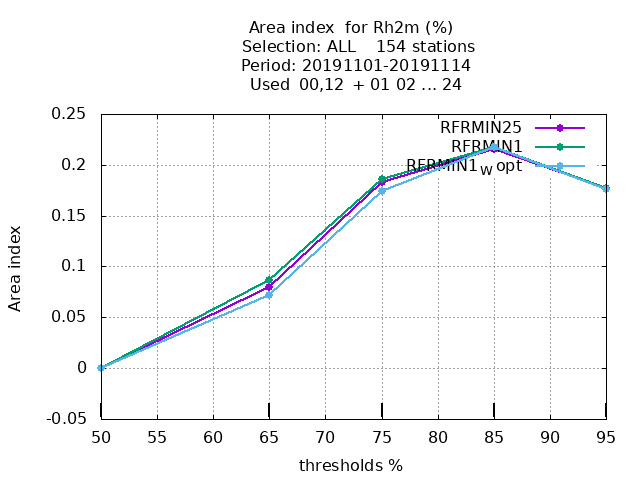 Area index  for Rh2m (%)
Selection: ALL    154 stations
Period: 20191101-20191114
Used  00,12  + 01 02 ... 24
0.25
0.2
0.15
0.1
0.05
0
-0.05
Area index
RFRMIN25
RFRMIN1
RFRMIN1W opt
50 55 60 65 70 75 80 85 90 95
thresholds %